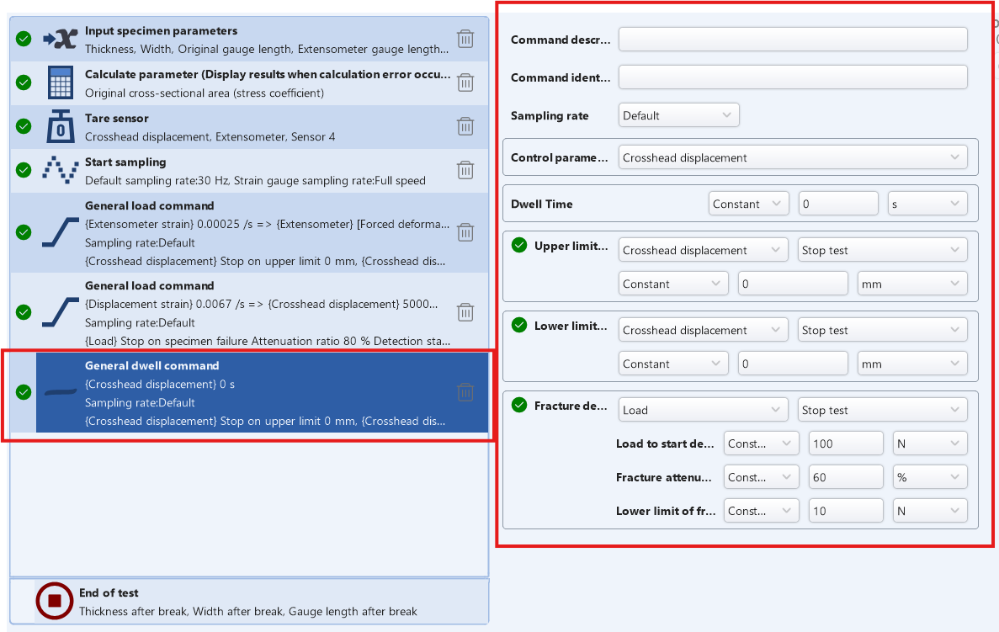 Input specimen parameters
Thickness, Width, Original gauge length, Extensometer gauge length...
Calculate parameter (Display results when calculation error occu...
Original cross-sectional area (stress coefficient)
0
Tare sensor
Crosshead displacement, Extensometer, Sensor 4
Start sampling
Default sampling rate:30 Hz, Strain gauge sampling rate:Full speed
General load command
{Extensometer strain} 0.00025 /s => {Extensometer} [Forced deforma...
Sampling rate:Default
{Crosshead displacement} Stop on upper limit 0 mm, {Crosshead dis...
General load command
{Displacement strain} 0.0067 /s => {Crosshead displacement} 5000...
Sampling rate:Default
{Load} Stop on specimen failure Attenuation ratio 80 % Detection sta...
General dwell command
{Crosshead displacement} 0 s
Sampling rate:Default
{Crosshead displacement} Stop on upper limit 0 mm, {Crosshead dis...
End of test
Thickness after break, Width after break, Gauge length after break
Command descr...
Command ident...
Sampling rate Default
Control parame... Crosshead displacement
Dwell Time Constant 0 s
Upper limit... Crosshead displacement Stop test
Constant 0 mm
Lower limit... Crosshead displacement Stop test
Constant 0 mm
Fracture de... Load Stop test
Load to start de... Const... 100 N
Fracture attenu... Const... 60 %
Lower limit of fr... Const... 10 N